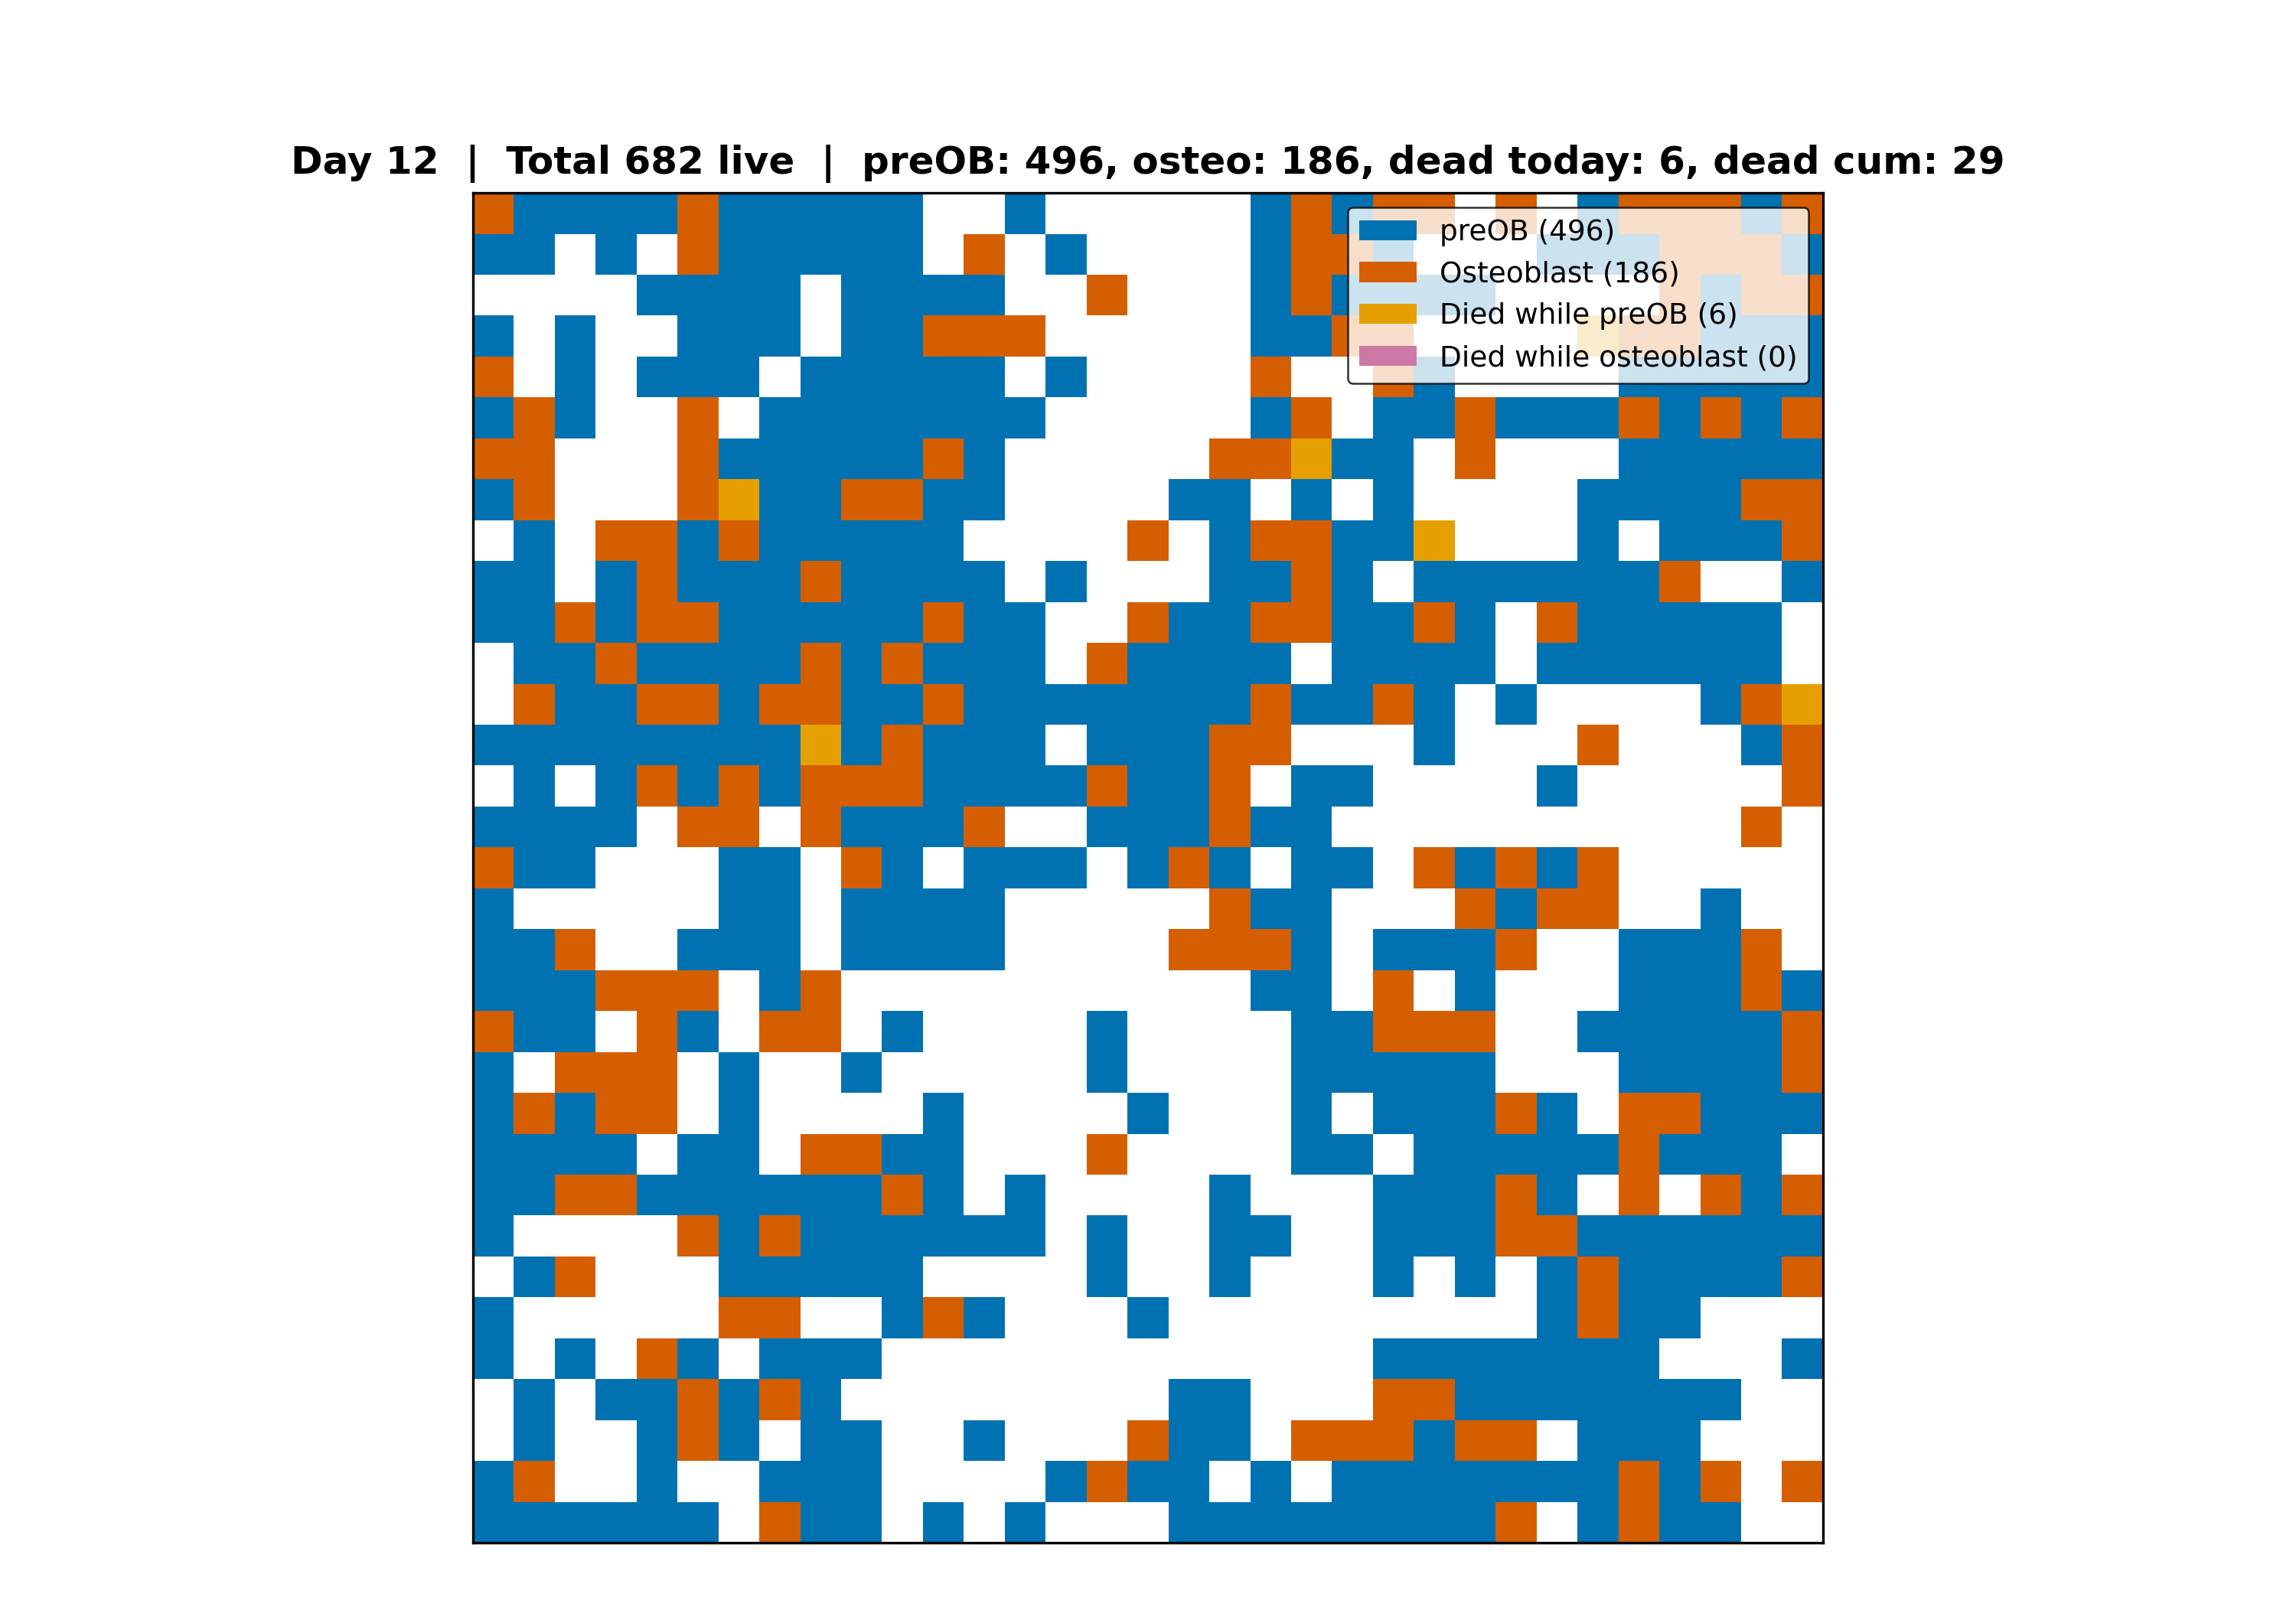 Day 12 | Total 682 live | preOB: 496, osteo: 186, dead today: 6, dead cum: 29
preOB (496)
Osteoblast (186)
Died while preOB (6)
Died while osteoblast (0)